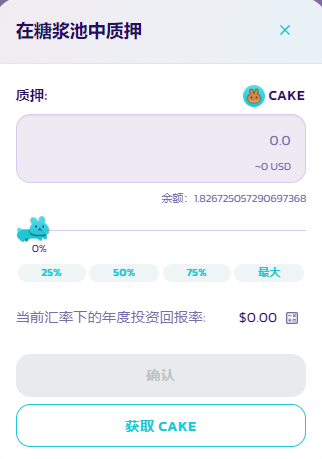 在糖浆池中质押
质押:
CAKE
0.0
~0 USD
余额: 1.826725057290697368
0%
25%
50%
75%
最大
当前汇率下的年度投资回报率:
$0.00
确认
获取 CAKE